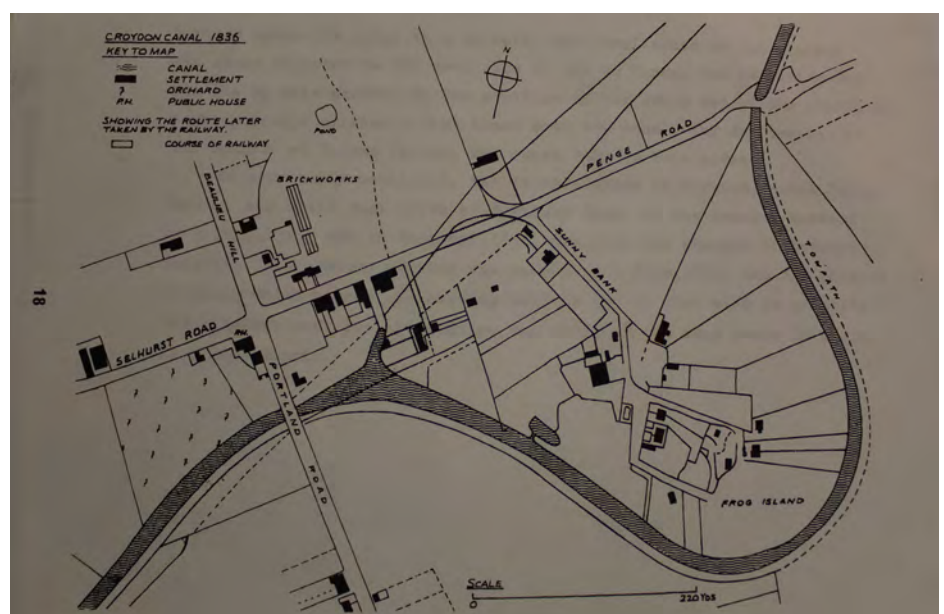 CROYDON CANAL 1836
KEY TO MAP
CANAL
SETTLEMENT
ORCHARD
P.H. PUBLIC HOUSE
SHOWING THE ROUTE LATER
TAKEN BY THE RAILWAY.
COURSE OF RAILWAY
N
POND
PENGE ROAD
BEAULIEU HILL
BRICKWORKS
SUNNY BANK
TOWPATH
18
SELHURST ROAD
P.H.
PORTLAND ROAD
FROG ISLAND
SCALE
0 220 YDS